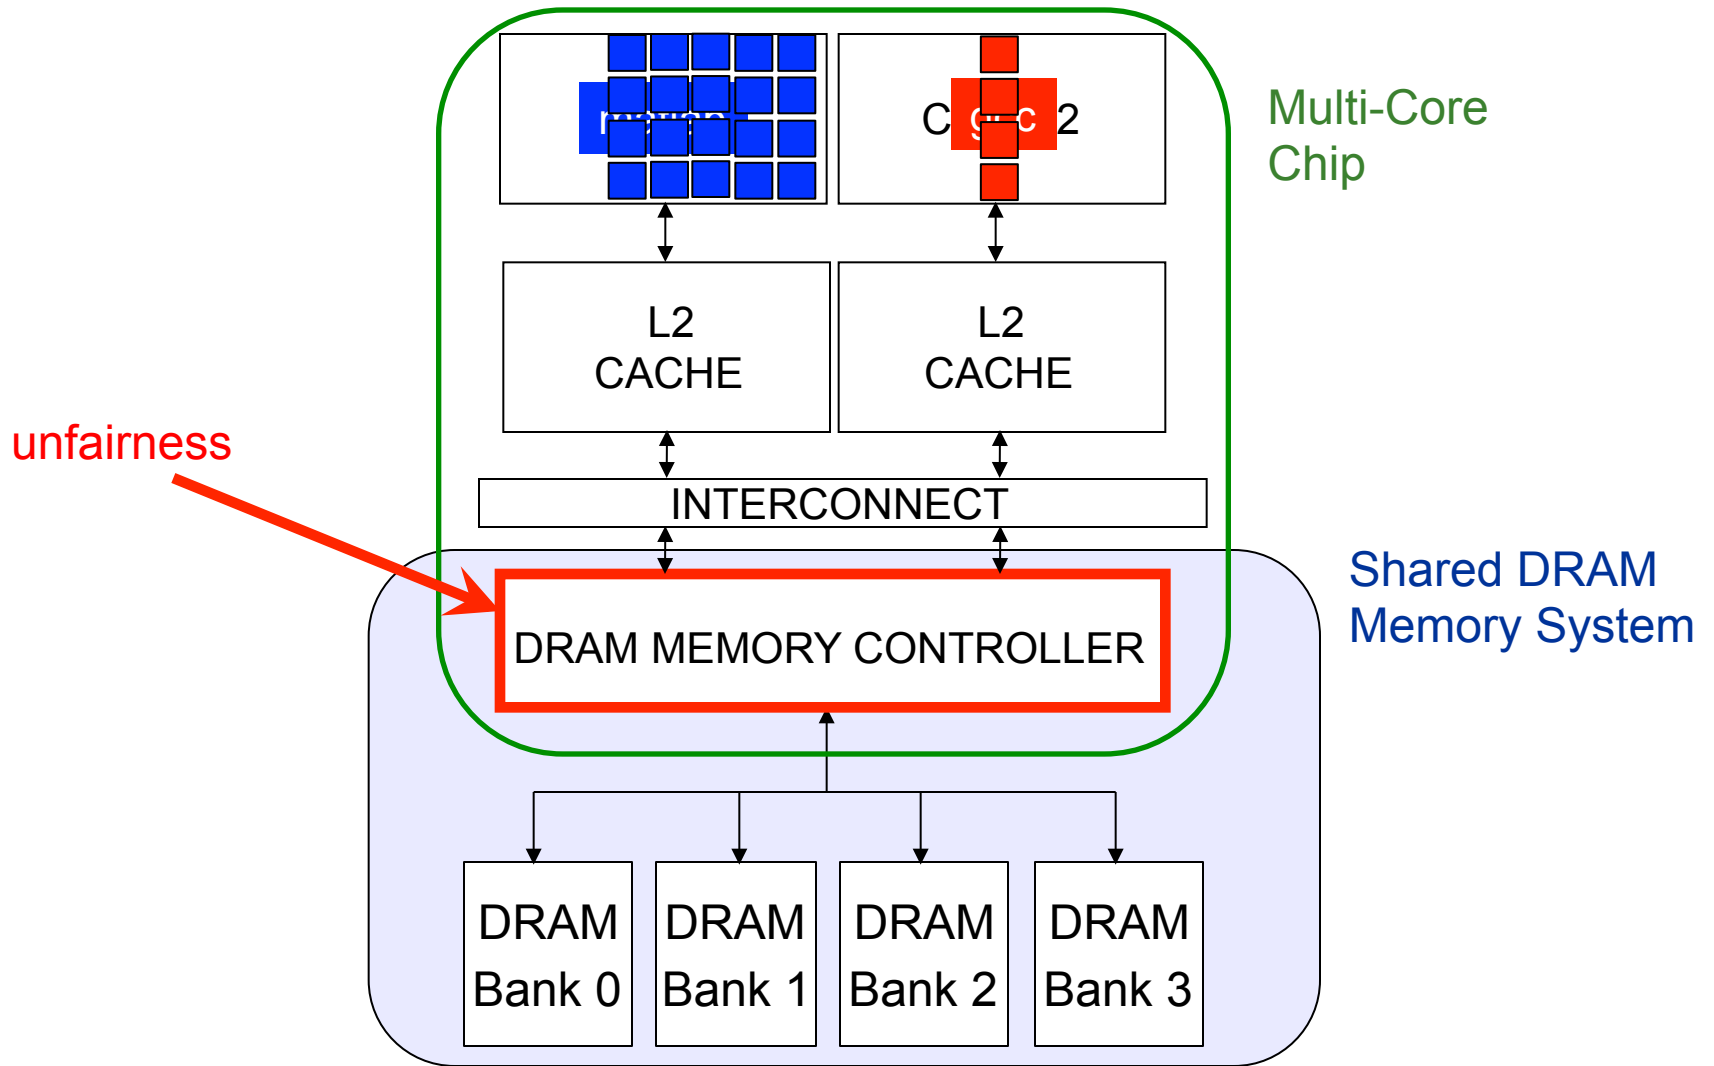 C gcc 2
Multi-Core
Chip
L2
CACHE
L2
CACHE
unfairness
INTERCONNECT
Shared DRAM
Memory System
DRAM MEMORY CONTROLLER
DRAM
Bank 0
DRAM
Bank 1
DRAM
Bank 2
DRAM
Bank 3